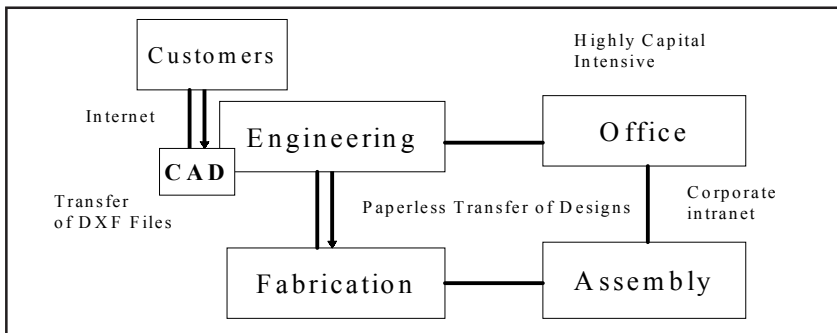 Customers
Highly Capital
Intensive
Internet
Engineering
Office
CAD
Transfer
of DXF Files
Paperless Transfer of Designs
Corporate
intranet
Fabrication
Assembly